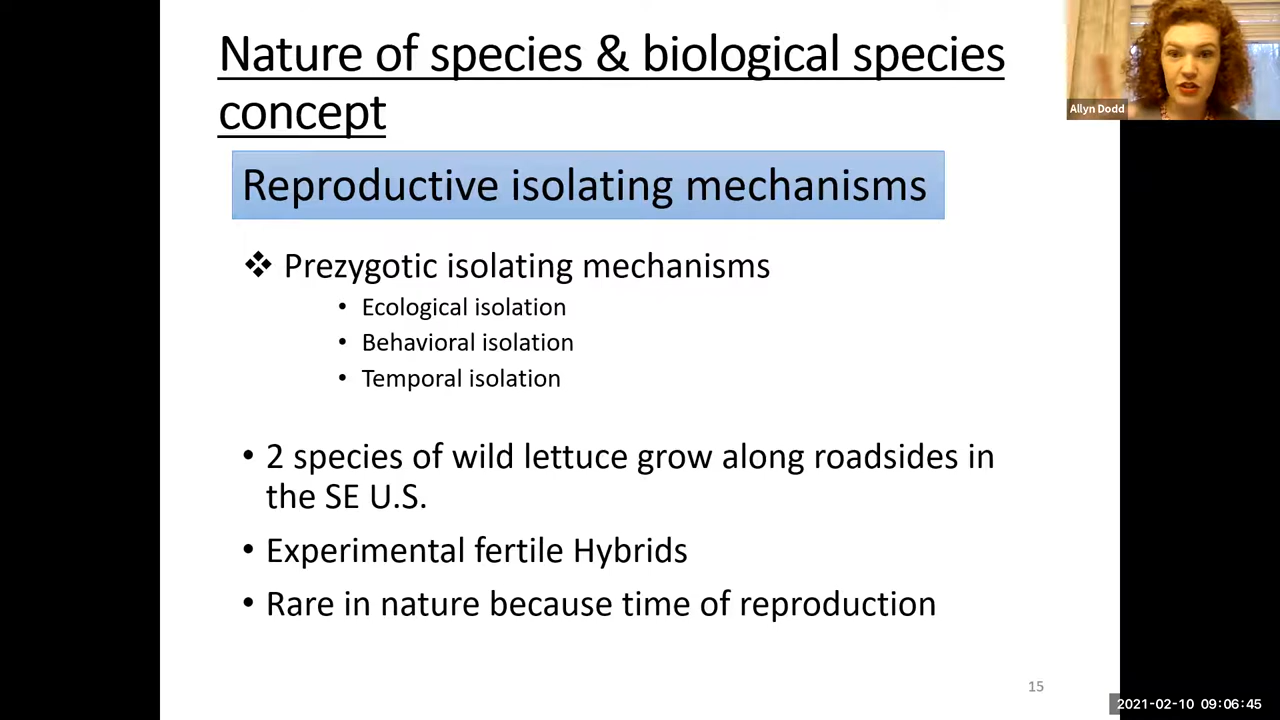 Nature of species & biological species
concept
Allyn Dodd
Reproductive isolating mechanisms
❖ Prezygotic isolating mechanisms
• Ecological isolation
• Behavioral isolation
• Temporal isolation
• 2 species of wild lettuce grow along roadsides in
the SE U.S.
• Experimental fertile Hybrids
• Rare in nature because time of reproduction
15
2021-02-10 09:06:45